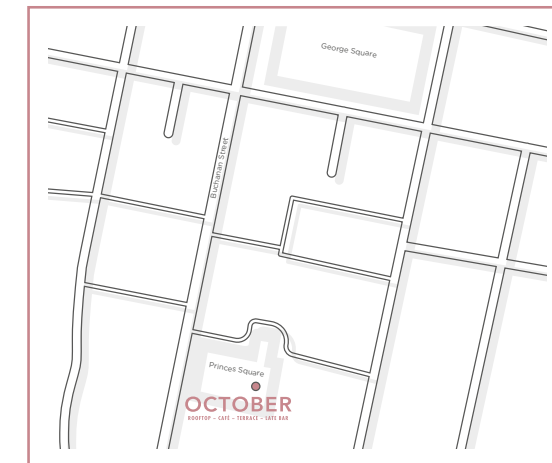 George Square
Buchanan Street
Princes Square
OCTOBER
ROOFTOP – CAFÉ – TERRACE – LATE BAR